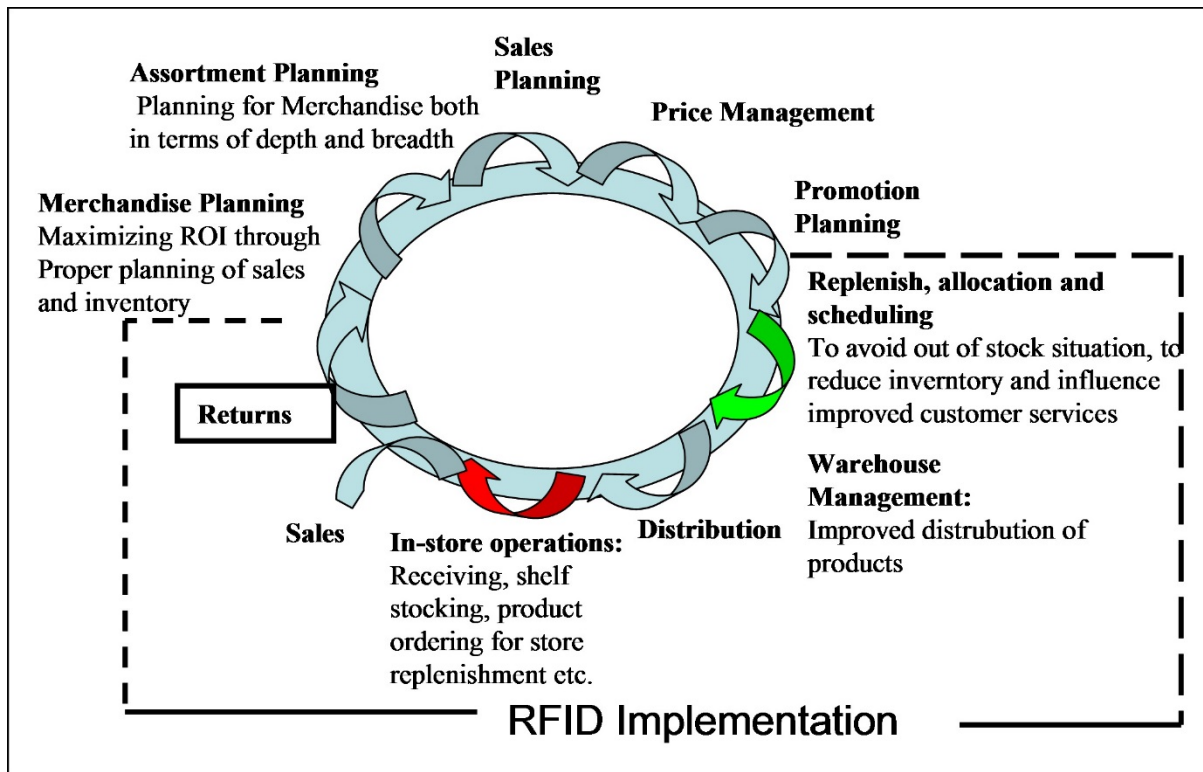 Sales
Planning
Assortment Planning
Planning for Merchandise both
in terms of depth and breadth
Price Management
Merchandise Planning
Maximizing ROI through
Proper planning of sales
and inventory
Promotion
Planning
Replenish, allocation and
scheduling
To avoid out of stock situation, to
reduce inverntory and influence
improved customer services
Returns
Warehouse
Management:
Improved distrubution of
products
Distribution
Sales
In-store operations:
Receiving, shelf
stocking, product
ordering for store
replenishment etc.
RFID Implementation